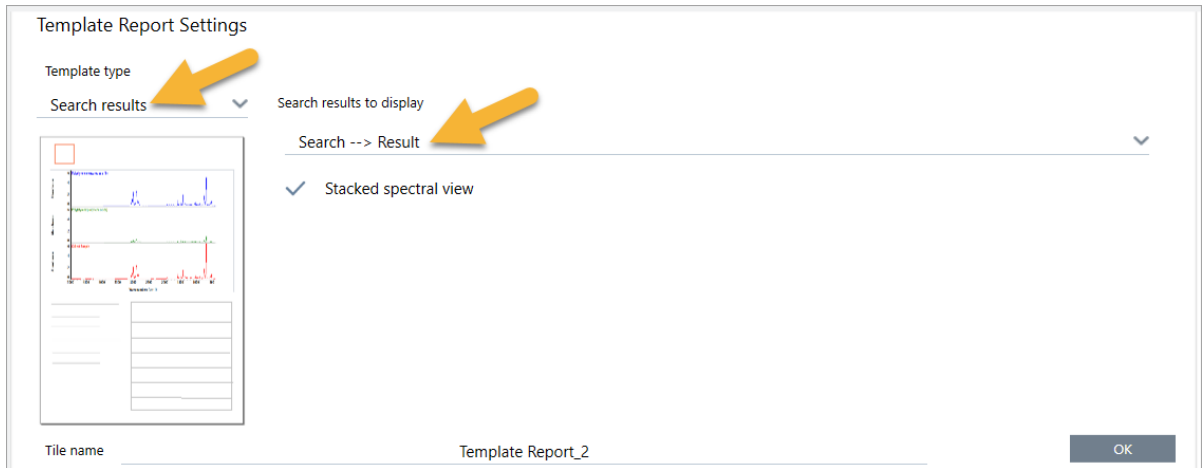 Template Report Settings
Template type
Search results
Search results to display
Search --> Result
Stacked spectral view
Tile name
Template Report_2
OK